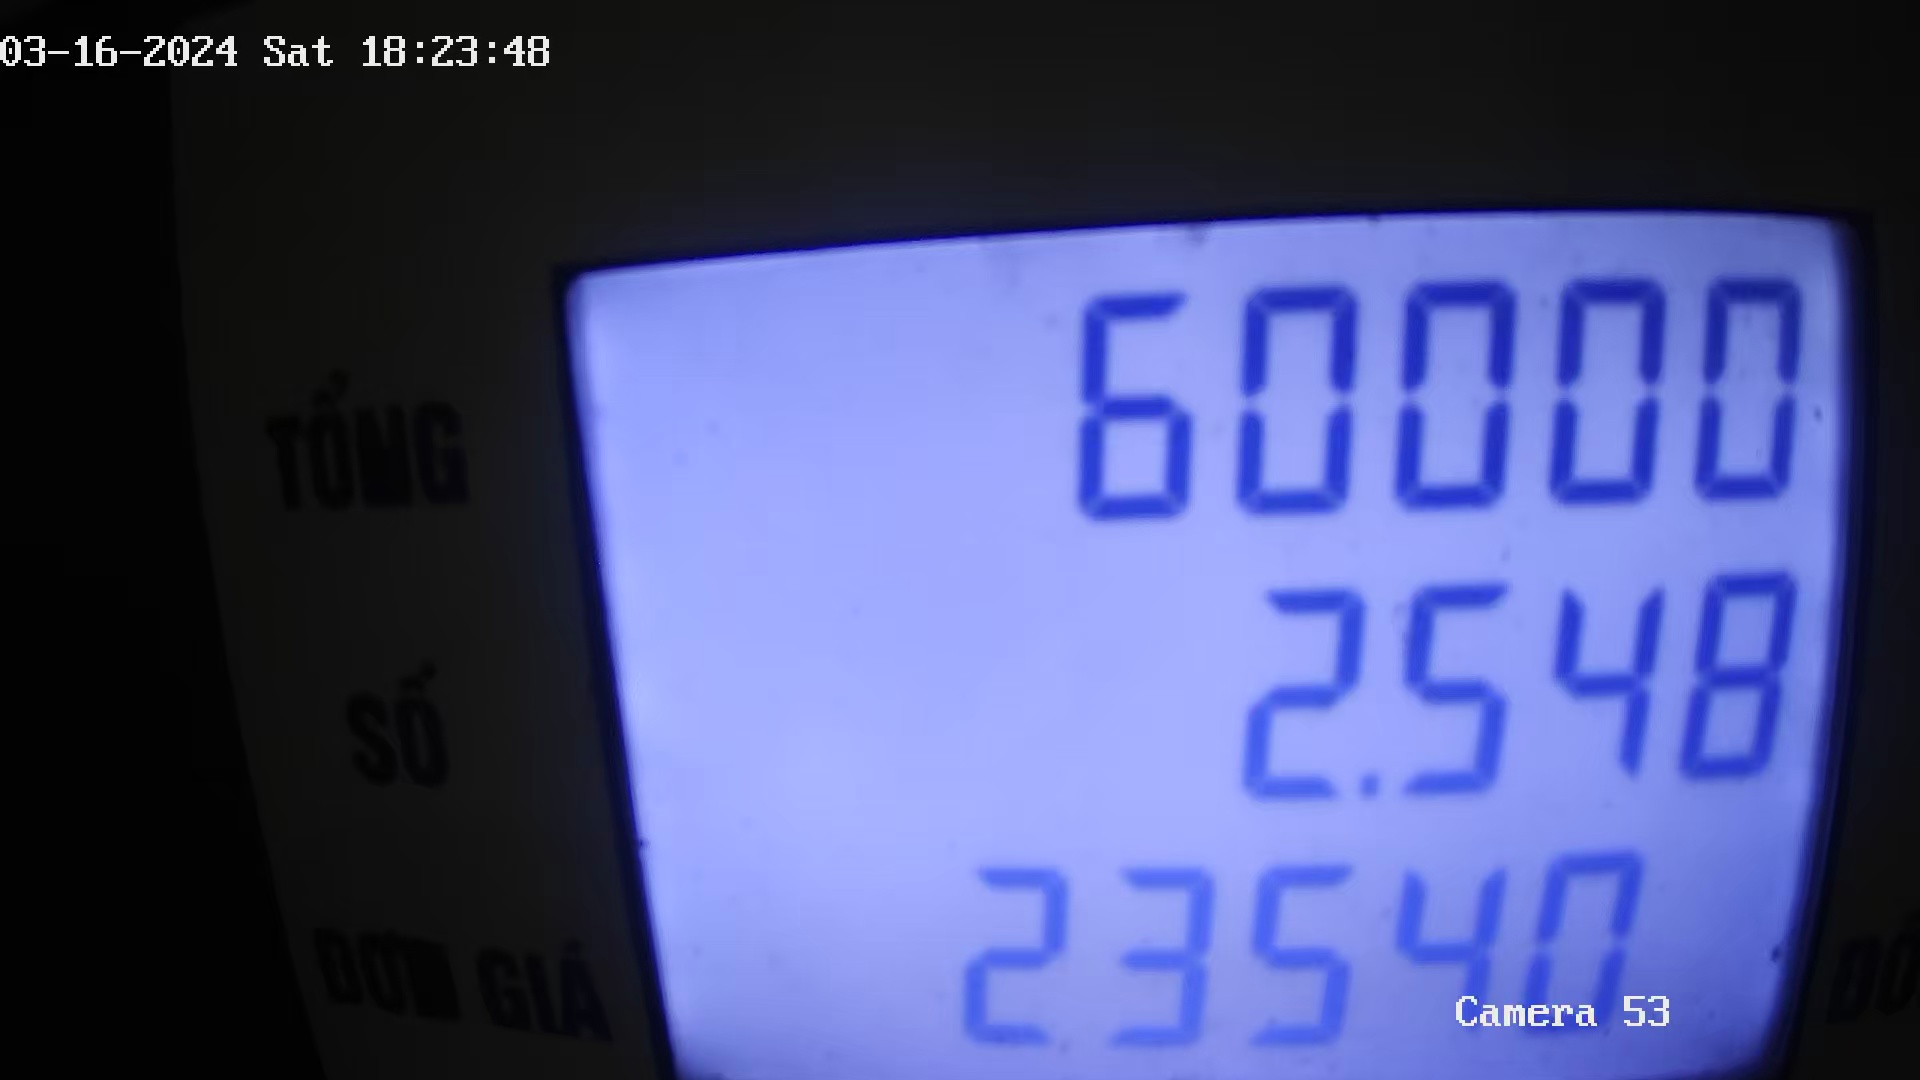 03-16-2024 Sat 18:23:48
TỔNG 60000
SỐ 2.548
ĐƠN GIÁ 23540
Camera 53